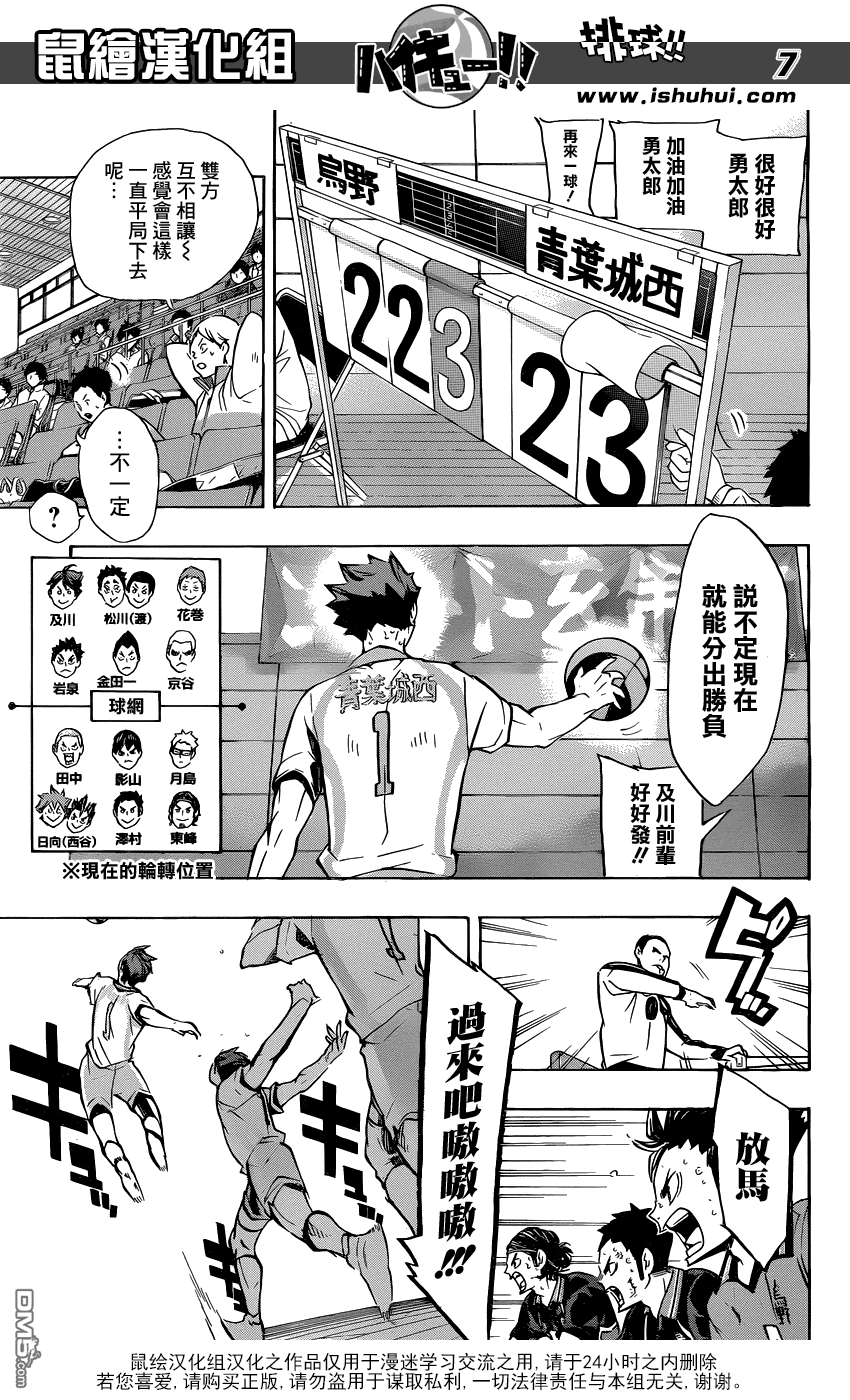 鼠繪漢化組
ハイキュー!!
排球!!
7
www.ishuhui.com
很好很好
勇太郎
加油加油
勇太郎
再來一球!
烏野
青葉城西
22
3
23
雙方
互不相讓~
感覺會這樣
一直平局下去
呢…
…不一定
?
說不定現在
就能分出勝負
青葉城西
1
及川前輩
好好發!!
及川
松川(渡)
花巻
岩泉
金田一
京谷
球網
田中
影山
月島
日向(西谷)
澤村
東峰
※現在的輪轉位置
ピッ
放馬
過來吧嗷嗷嗷!!!
キュッ
キュッ
烏野
鼠绘汉化组汉化之作品仅用于漫迷学习交流之用, 请于24小时之内删除
若您喜爱, 请购买正版, 请勿盗用于谋取私利, 一切法律责任与本组无关, 谢谢。
DM5.com